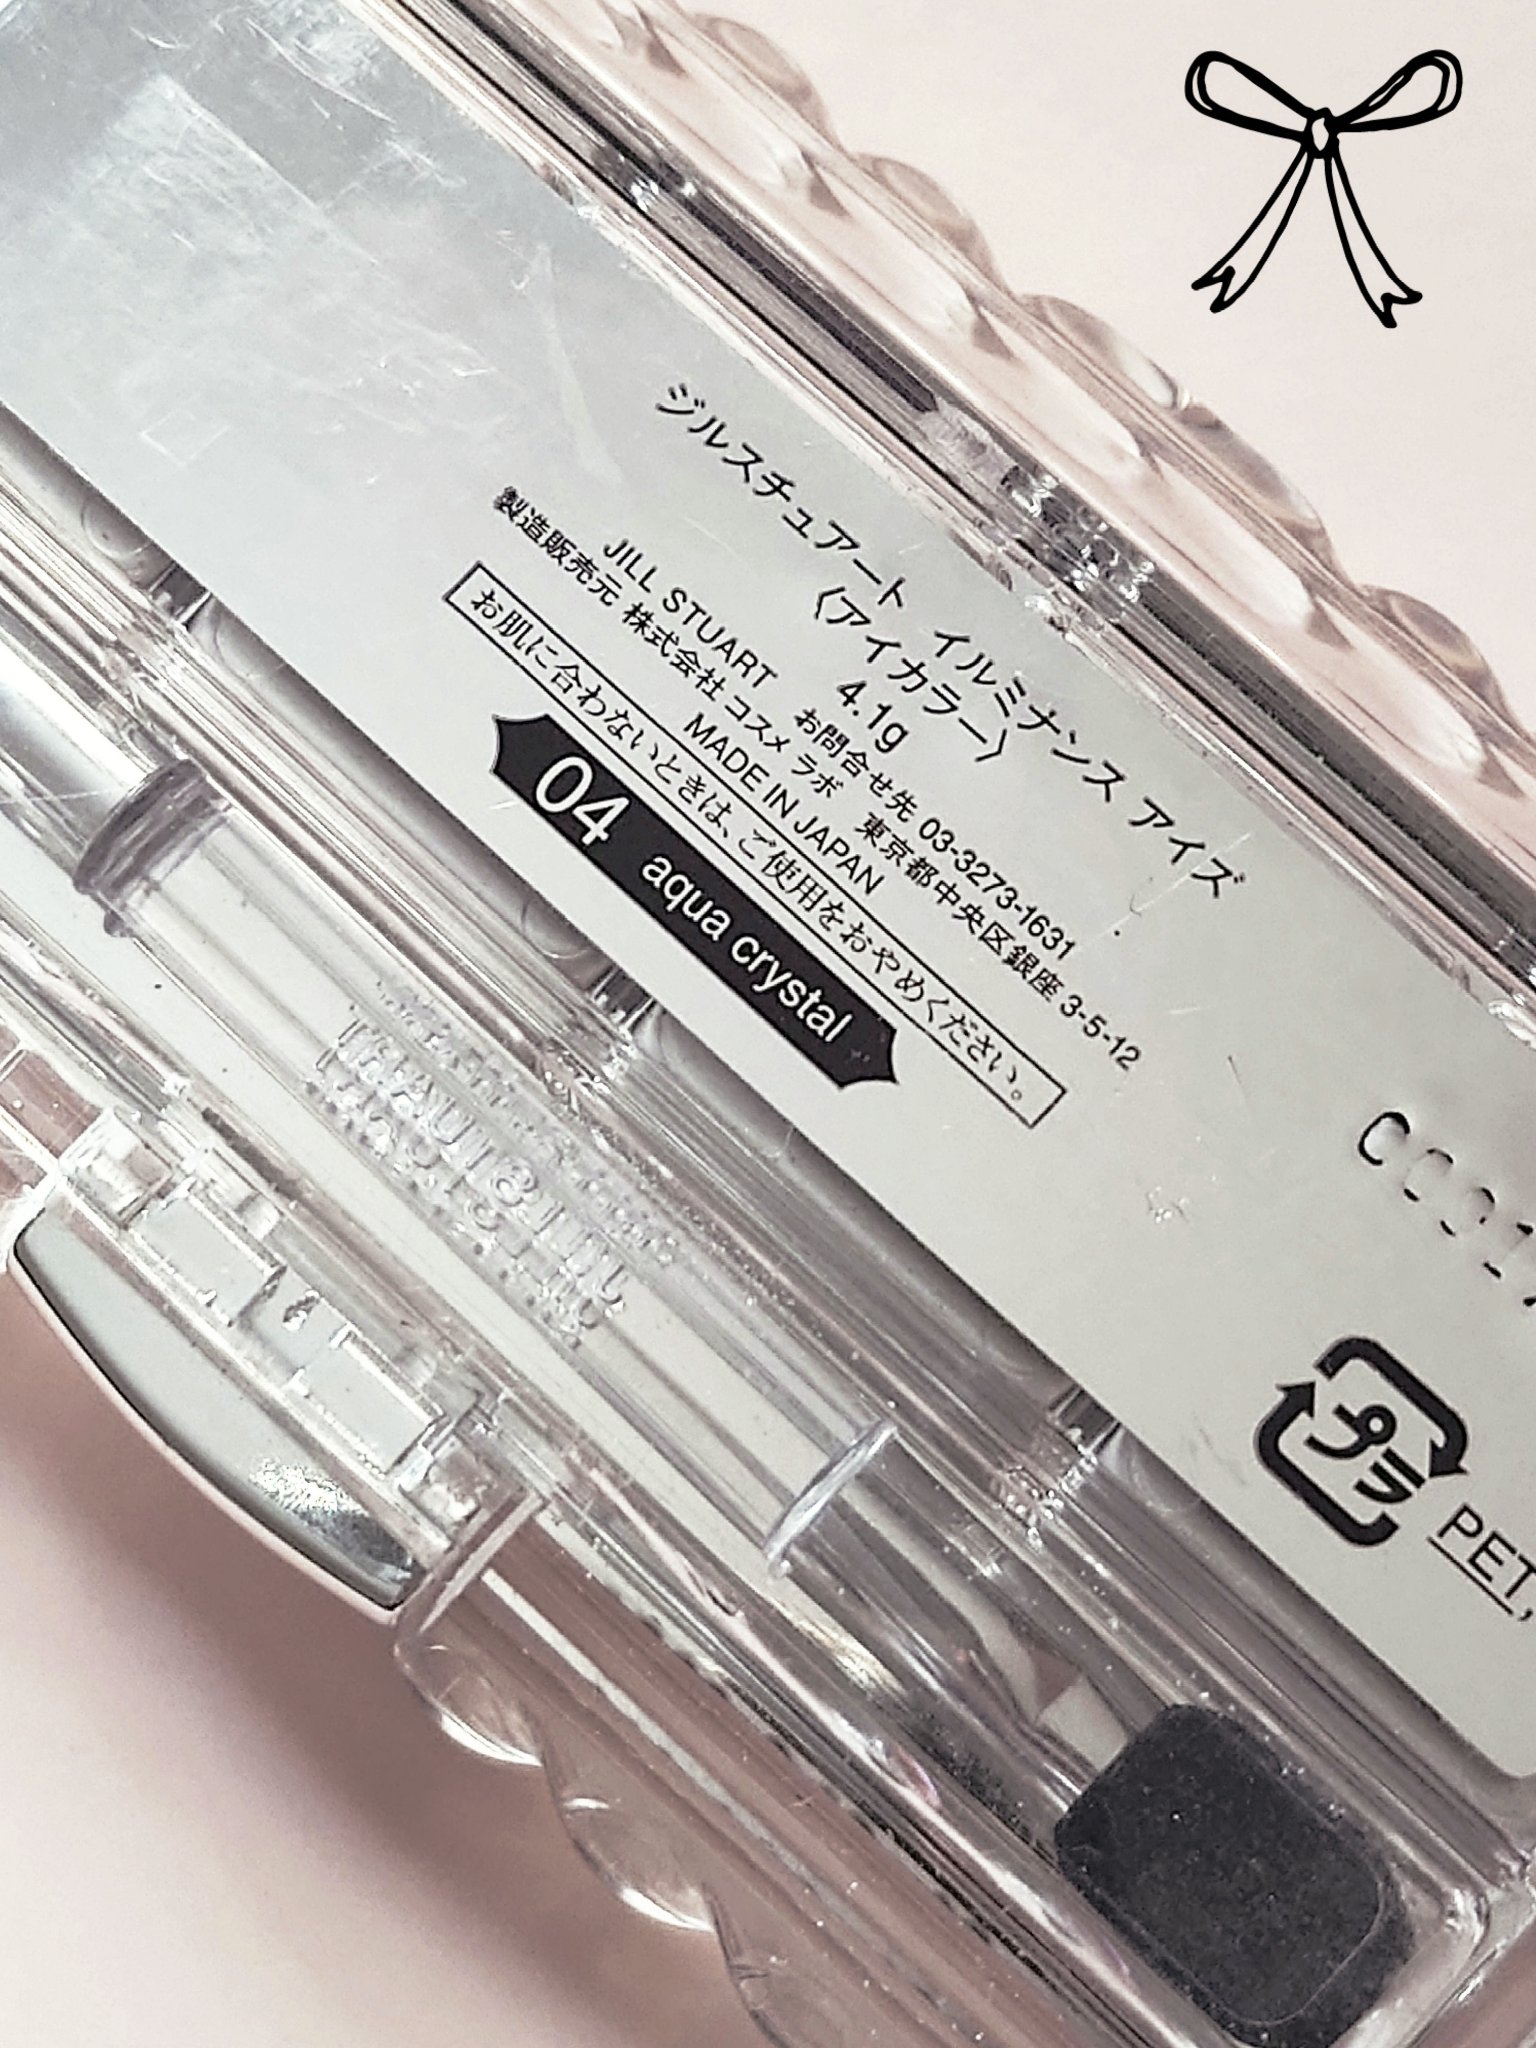 ジルスチュアート イルミナンス アイズ
〈アイカラー〉
4.1g
JILL STUART お問合せ先 03-3273-1631
製造販売元 株式会社 コスメ ラボ 東京都中央区銀座 3-5-12
MADE IN JAPAN
お肌に合わないときは、ご使用をおやめください。
04 aqua crystal
プラ
PET,